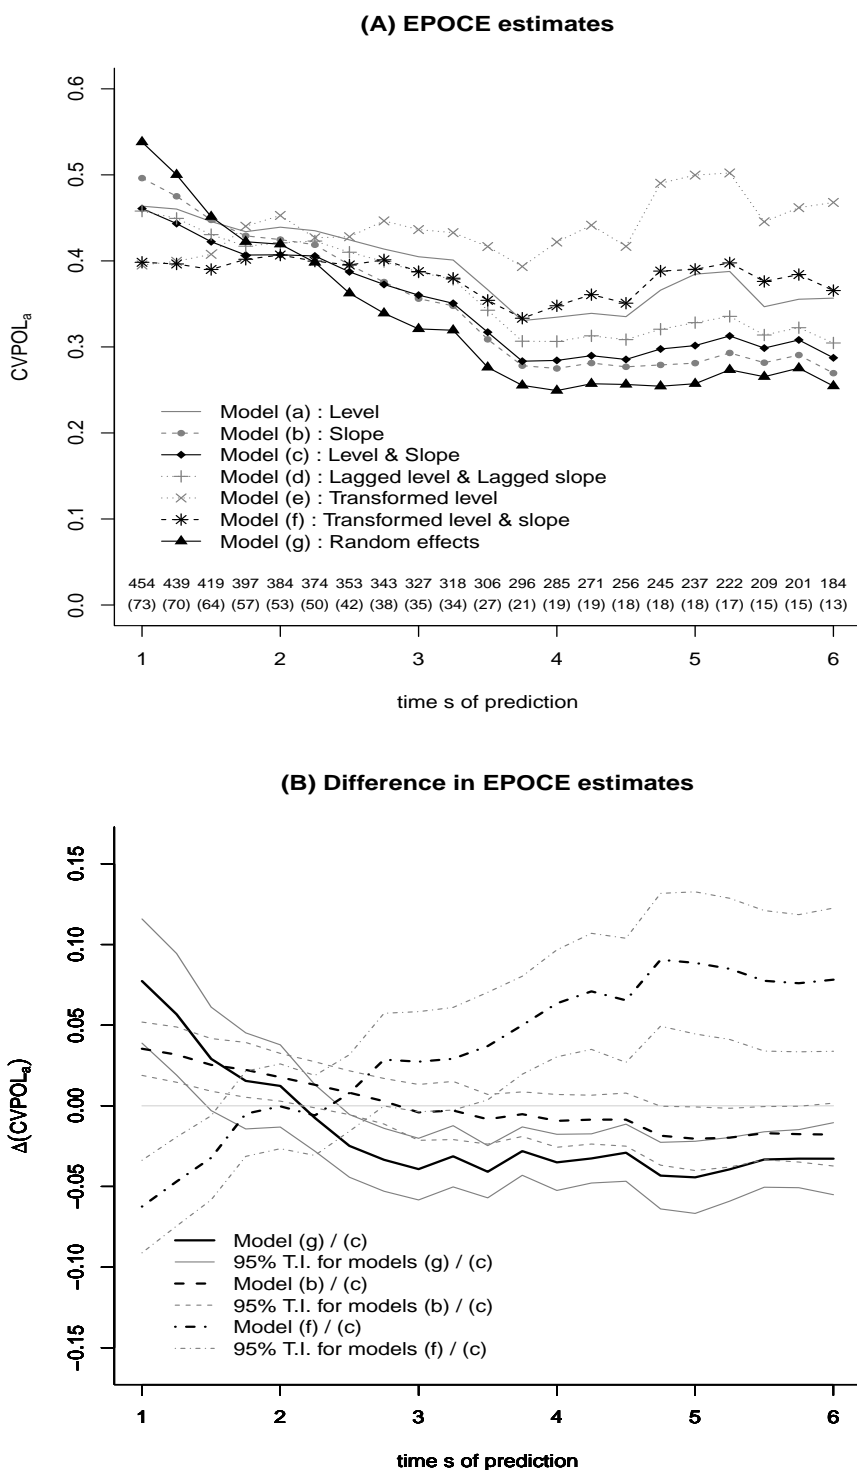 (A) EPOCE estimates
CVPOLa
0.6
0.5
0.4
0.3
0.2
0.1
0.0
Model (a) : Level
Model (b) : Slope
Model (c) : Level & Slope
Model (d) : Lagged level & Lagged slope
Model (e) : Transformed level
Model (f) : Transformed level & slope
Model (g) : Random effects
454 439 419 397 384 374 353 343 327 318 306 296 285 271 256 245 237 222 209 201 184
(73) (70) (64) (57) (53) (50) (42) (38) (35) (34) (27) (21) (19) (19) (18) (18) (18) (17) (15) (15) (13)
1 2 3 4 5 6
time s of prediction
(B) Difference in EPOCE estimates
Δ(CVPOLa)
0.15
0.10
0.05
0.00
−0.05
−0.10
−0.15
Model (g) / (c)
95% T.I. for models (g) / (c)
Model (b) / (c)
95% T.I. for models (b) / (c)
Model (f) / (c)
95% T.I. for models (f) / (c)
1 2 3 4 5 6
time s of prediction